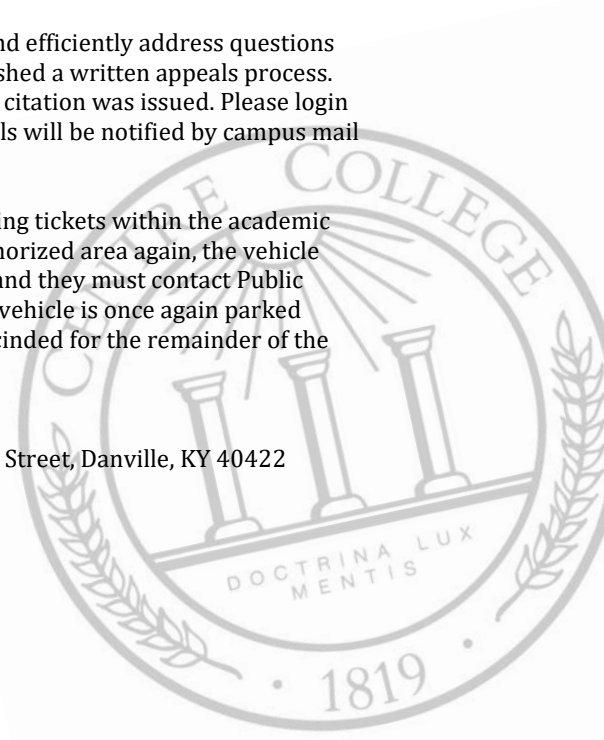 nd efficiently address questions
shed a written appeals process.
citation was issued. Please login
ls will be notified by campus mail
ing tickets within the academic
horized area again, the vehicle
and they must contact Public
vehicle is once again parked
cinded for the remainder of the
Street, Danville, KY 40422
CENTRE COLLEGE
DOCTRINA LUX
MENTIS
· 1819 ·